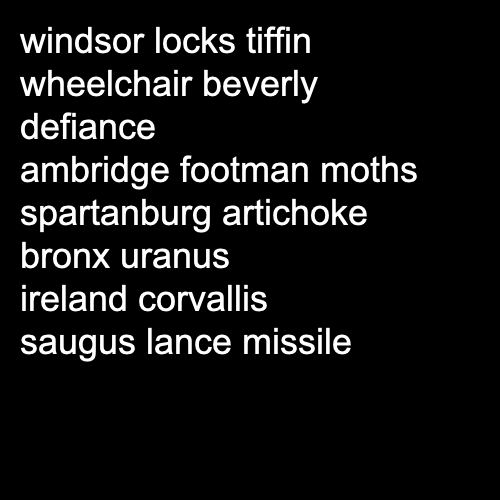 windsor locks tiffin
wheelchair beverly
defiance
ambridge footman moths
spartanburg artichoke
bronx uranus
ireland corvallis
saugus lance missile